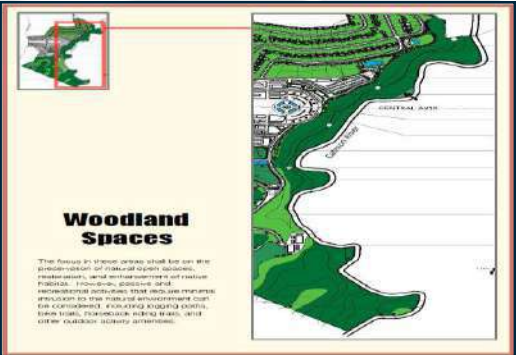 CENTRAL AXIS
River
Woodland
Spaces
The focus in these areas shall be on the
preservation of natural open spaces,
restoration, and enhancement of native
habitat. However, passive and
recreational activities that require minimal
intrusion to the natural environment can
be considered, including jogging paths,
bike trails, horseback riding trails, and
other outdoor activity amenities.